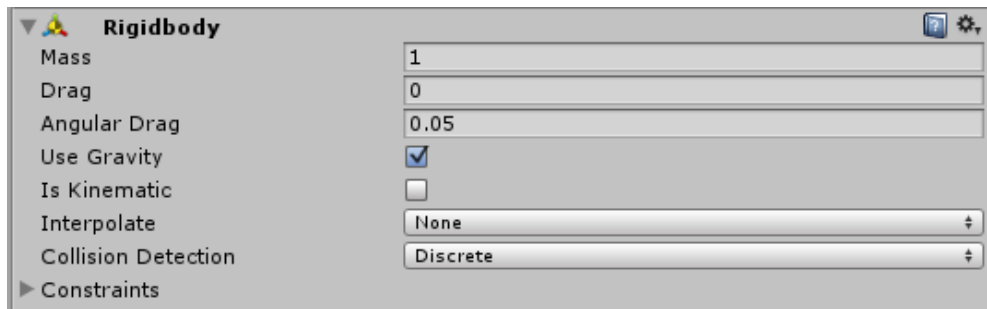 Rigidbody
Mass 1
Drag 0
Angular Drag 0.05
Use Gravity
Is Kinematic
Interpolate None
Collision Detection Discrete
Constraints